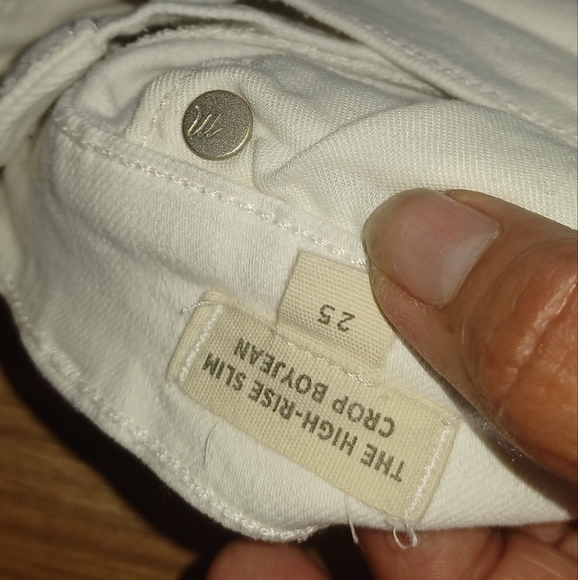 M
25
THE HIGH-RISE SLIM
CROP BOYJEAN